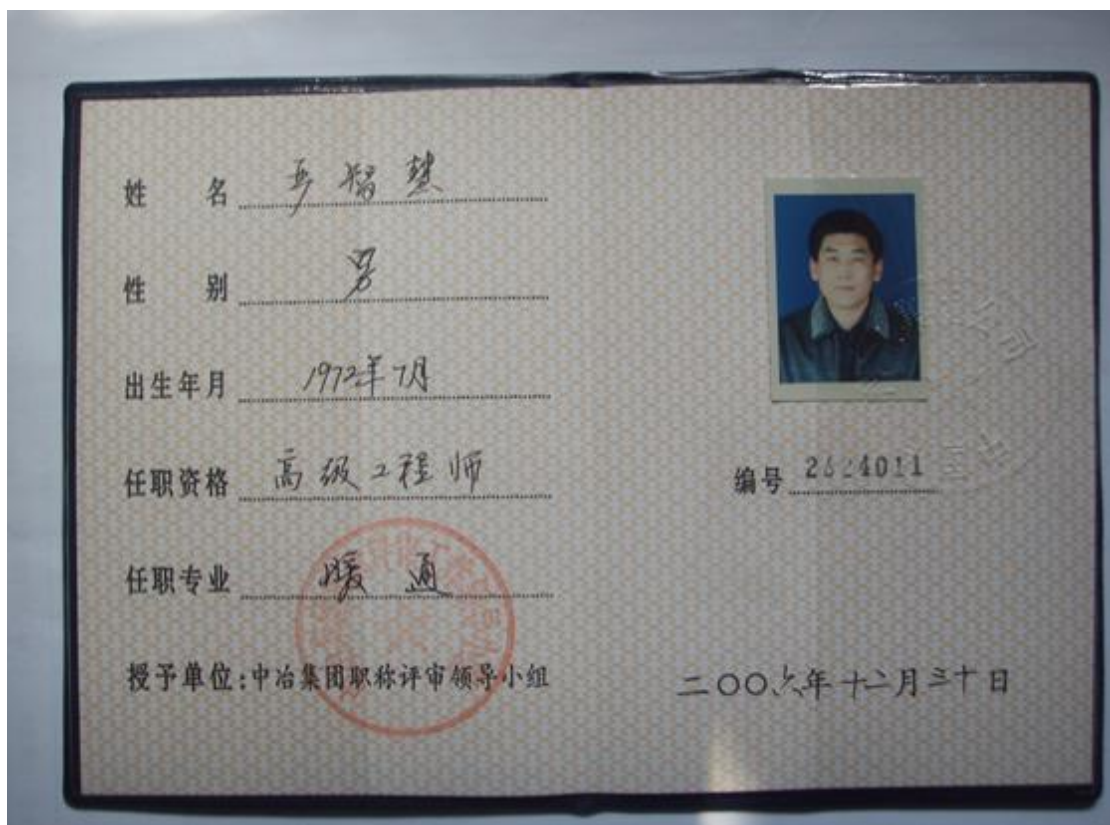 姓 名 智慧
性 别 男
出生年月 1972年7月
任职资格 高级工程师
任职专业 暖通
授予单位:中冶集团职称评审领导小组
编号
二〇〇六年十二月三十日